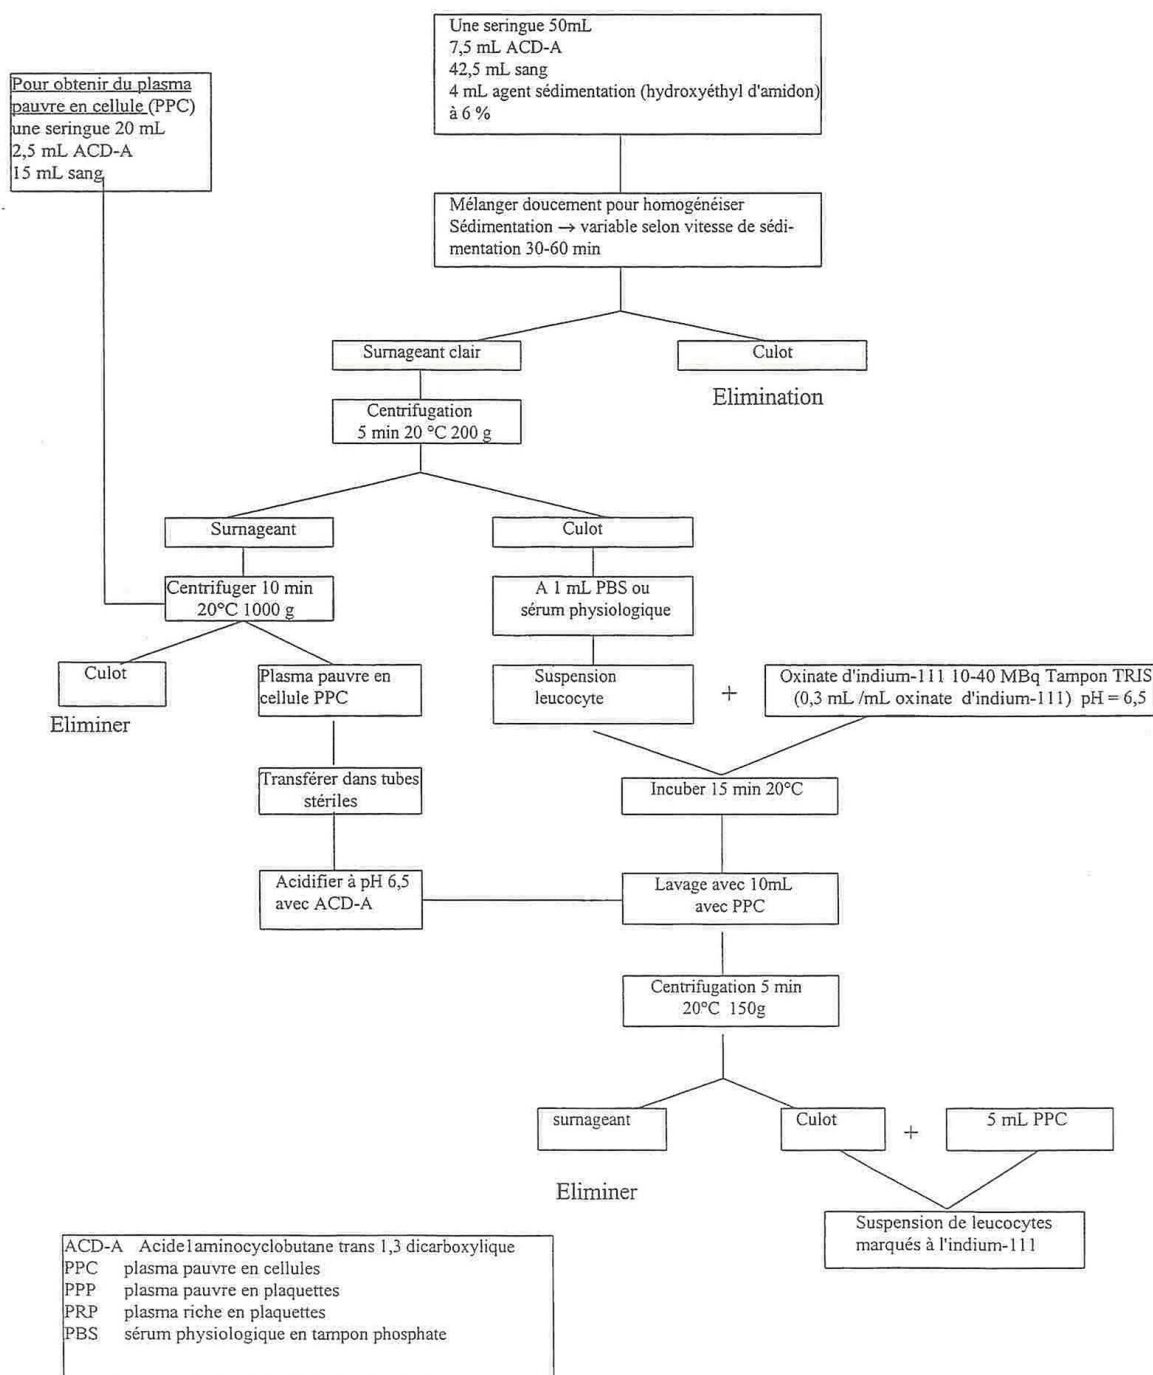 Une seringue 50mL
7,5 mL ACD-A
42,5 mL sang
4 mL agent sédimentation (hydroxyéthyl d'amidon)
à 6 %
Pour obtenir du plasma
pauvre en cellule (PPC)
une seringue 20 mL
2,5 mL ACD-A
15 mL sang
Mélanger doucement pour homogénéiser
Sédimentation → variable selon vitesse de sédi-
mentation 30-60 min
Surnageant clair
Culot
Elimination
Centrifugation
5 min 20 °C 200 g
Surnageant
Culot
Centrifuger 10 min
20°C 1000 g
A 1 mL PBS ou
sérum physiologique
Culot
Eliminer
Plasma pauvre en
cellule PPC
Suspension
leucocyte
+
Oxinate d'indium-111 10-40 MBq Tampon TRIS
(0,3 mL /mL oxinate d'indium-111) pH = 6,5
Transférer dans tubes
stériles
Incuber 15 min 20°C
Acidifier à pH 6,5
avec ACD-A
Lavage avec 10mL
avec PPC
Centrifugation 5 min
20°C 150g
surnageant
Eliminer
Culot
+
5 mL PPC
Suspension de leucocytes
marqués à l'indium-111
ACD-A Acide1aminocyclobutane trans 1,3 dicarboxylique
PPC plasma pauvre en cellules
PPP plasma pauvre en plaquettes
PRP plasma riche en plaquettes
PBS sérum physiologique en tampon phosphate